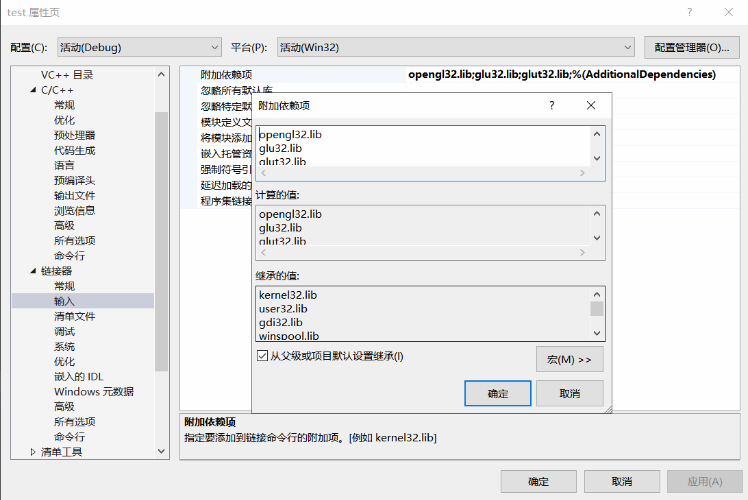 test 属性页
配置(C): 活动(Debug) 平台(P): 活动(Win32) 配置管理器(O)...
VC++ 目录
C/C++
常规
优化
预处理器
代码生成
语言
预编译头
输出文件
浏览信息
高级
所有选项
命令行
链接器
常规
输入
清单文件
调试
系统
优化
嵌入的 IDL
Windows 元数据
高级
所有选项
命令行
清单工具
附加依赖项 opengl32.lib;glu32.lib;glut32.lib;%(AdditionalDependencies)
忽略所有默认库
忽略特定默
模块定义文
将模块添加
嵌入托管资
强制符号引
延迟加载的
程序集链接
附加依赖项
opengl32.lib
glu32.lib
glut32.lib
计算的值:
opengl32.lib
glu32.lib
glut32.lib
继承的值:
kernel32.lib
user32.lib
gdi32.lib
winspool.lib
从父级或项目默认设置继承(I)
宏(M) >>
确定 取消
附加依赖项
指定要添加到链接命令行的附加项。[例如 kernel32.lib]
确定 取消 应用(A)